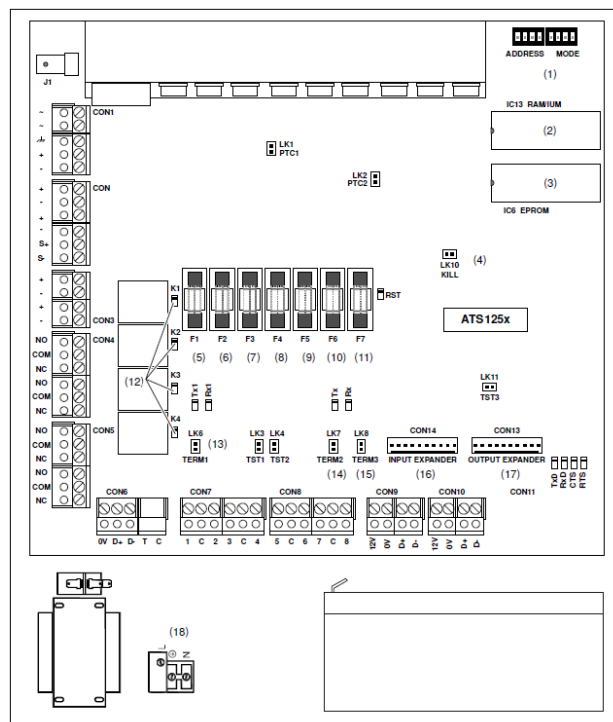 ADDRESS MODE
J1
(1)
~ CON1
~
IC13 RAM/IUM
(2)
+
-
LK1
PTC1
LK2
PTC2
(3)
IC6 EPROM
+ CON
-
+
-
S+
S-
LK10
KILL
(4)
+
-
+
- CON3
K1
K2
K3
K4
RST
ATS125x
F1 F2 F3 F4 F5 F6 F7
(5) (6) (7) (8) (9) (10) (11)
NO CON4
COM
NC
NO
COM
NC
(12)
LK11
TST3
Tx1 Rx1 Tx Rx
NO CON5
COM
NC
NO
COM
NC
LK6
TERM1
(13)
LK3
TST1
LK4
TST2
LK7
TERM2
(14)
LK8
TERM3
(15)
CON14
INPUT EXPANDER
(16)
CON13
OUTPUT EXPANDER
(17)
TxD RxD CTS RTS
CON6 CON7 CON8 CON9 CON10 CON11
0V D+ D- T C 1 C 2 3 C 4 5 C 6 7 C 8 12V 0V D+ D- 12V 0V D+ D-
(18)
L N